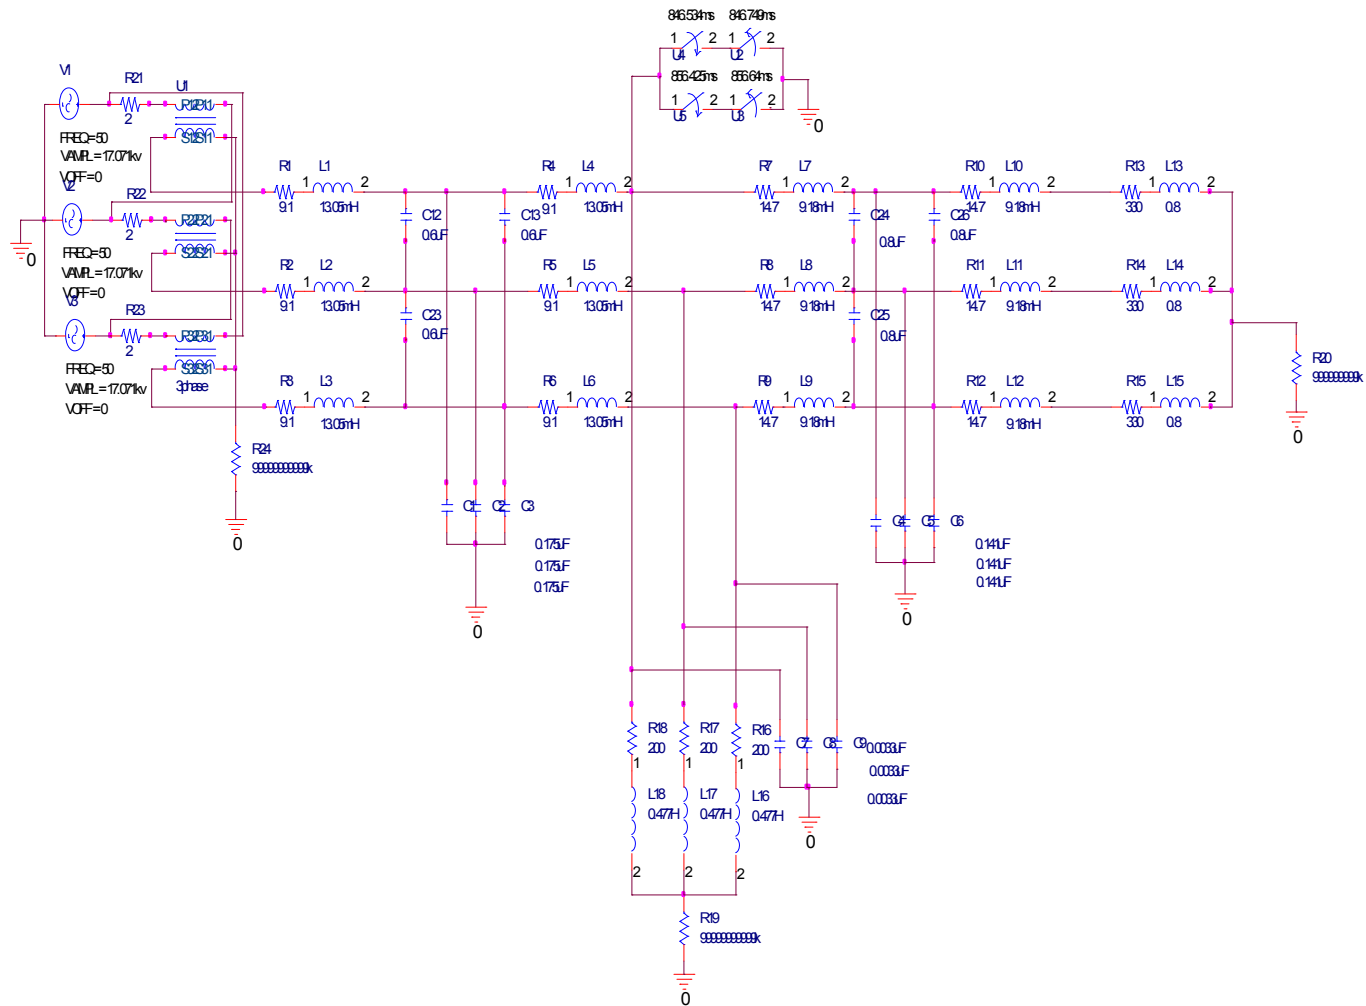 846.534ms 846.749ms
1 2 1 2
U4 U2
856.425ms 856.64ms
1 2 1 2
U5 U3
0
V1
R21
2
U1
FREQ=50
VAMPL=17.071kv
VOFF=0
V2
R22
2
0
FREQ=50
VAMPL=17.071kv
VOFF=0
V3
R23
2
3phase
FREQ=50
VAMPL=17.071kv
VOFF=0
R1 L1 R4 L4 R7 L7 R10 L10 R13 L13
1 2 1 2 1 2 1 2 1 2
9.1 13.05mH 9.1 13.05mH 14.7 9.18mH 14.7 9.18mH 330 0.8
C12 C13 C24 C26
0.6uF 0.6uF 0.8uF 0.8uF
R2 L2 R5 L5 R8 L8 R11 L11 R14 L14
1 2 1 2 1 2 1 2 1 2
9.1 13.05mH 9.1 13.05mH 14.7 9.18mH 14.7 9.18mH 330 0.8
C23 C25
0.6uF 0.8uF
R3 L3 R6 L6 R9 L9 R12 L12 R15 L15
1 2 1 2 1 2 1 2 1 2
9.1 13.05mH 9.1 13.05mH 14.7 9.18mH 14.7 9.18mH 330 0.8
R20
0
R24
0
C1 C2 C3
0.175uF
0.175uF
0.175uF
0
C4 C5 C6
0.141uF
0.141uF
0.141uF
0
R18 R17 R16
200 200 200
1 1 1
C7 C8 C9
0.0033uF
0.0033uF
0.0033uF
0
L18 L17 L16
0.477H 0.477H 0.477H
2 2 2
R19
0